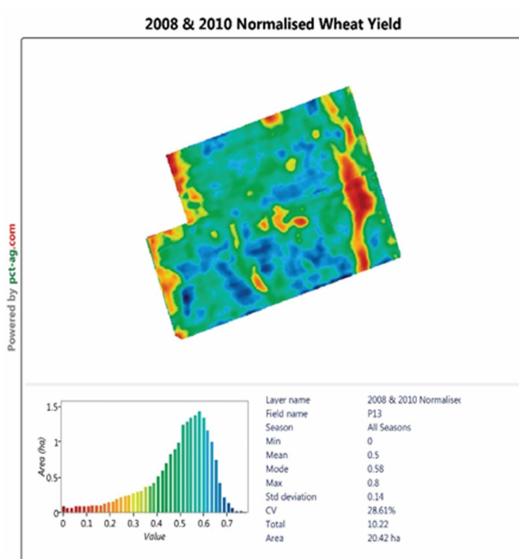 2008 & 2010 Normalised Wheat Yield
Powered by pct-ag.com
1.5
1
0.5
0
Area (ha)
0 0.1 0.2 0.3 0.4 0.5 0.6 0.7
Value
Layer name 2008 & 2010 Normalised
Field name P13
Season All Seasons
Min 0
Mean 0.5
Mode 0.58
Max 0.8
Std deviation 0.14
CV 28.61%
Total 10.22
Area 20.42 ha